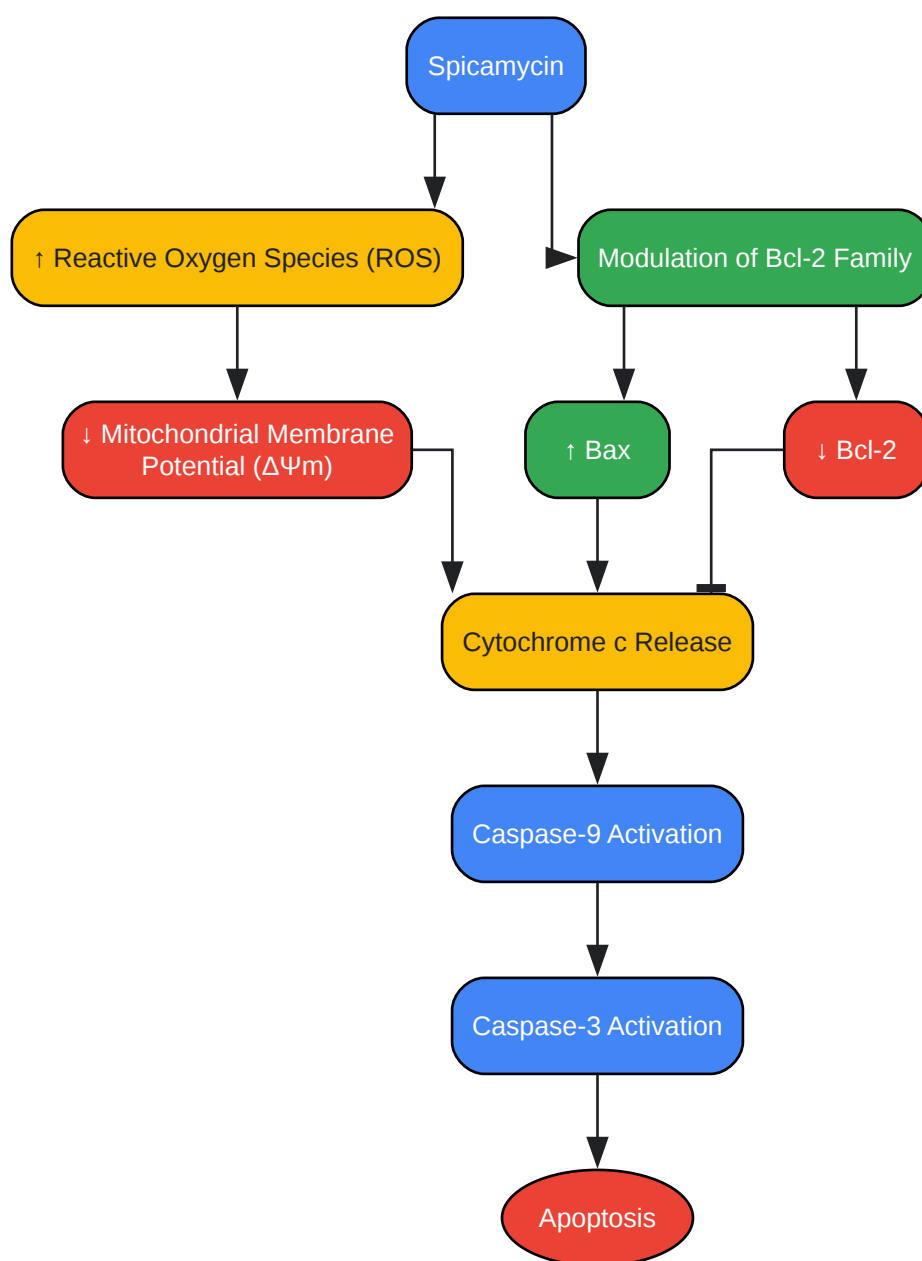 Spicamycin
↑ Reactive Oxygen Species (ROS)
Modulation of Bcl-2 Family
↓ Mitochondrial Membrane
Potential (ΔΨm)
↑ Bax
↓ Bcl-2
Cytochrome c Release
Caspase-9 Activation
Caspase-3 Activation
Apoptosis